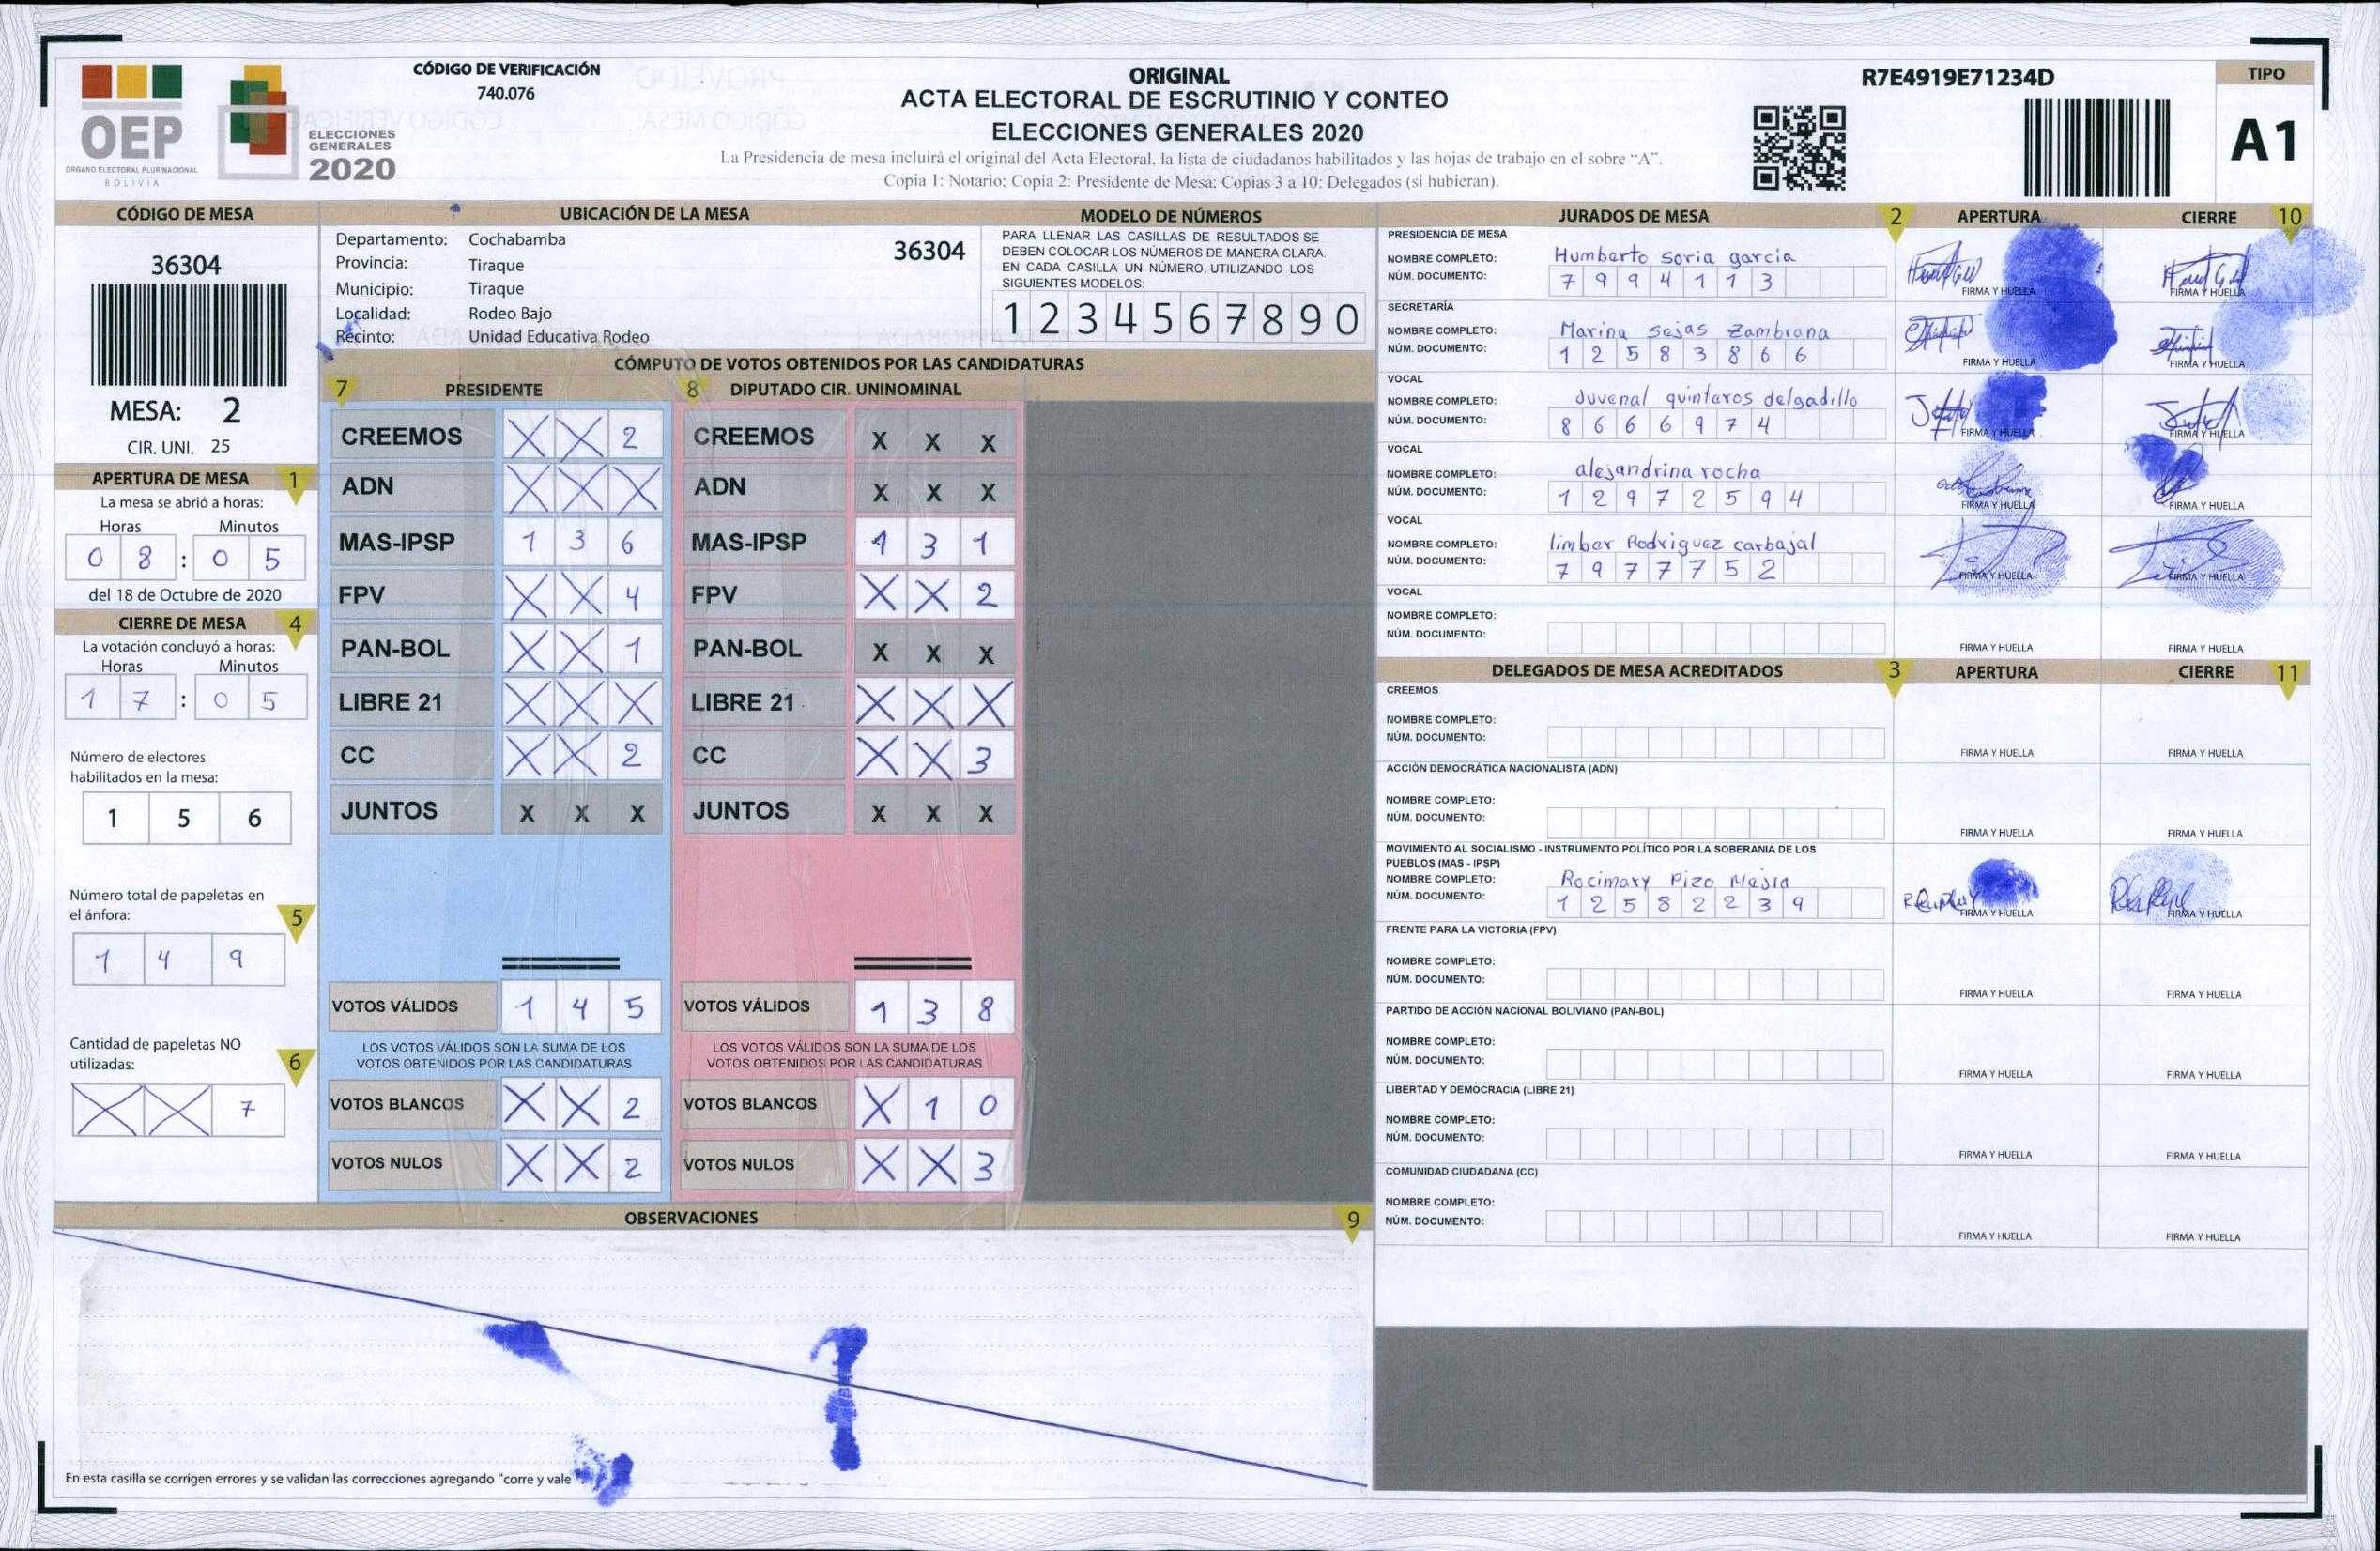 OEP
ÓRGANO ELECTORAL PLURINACIONAL
BOLIVIA
ELECCIONES
GENERALES
2020
CÓDIGO DE VERIFICACIÓN
740.076
ORIGINAL
ACTA ELECTORAL DE ESCRUTINIO Y CONTEO
ELECCIONES GENERALES 2020
La Presidencia de mesa incluirá el original del Acta Electoral, la lista de ciudadanos habilitados y las hojas de trabajo en el sobre "A".
Copia 1: Notario; Copia 2: Presidente de Mesa; Copias 3 a 10: Delegados (si hubieran).
R7E4919E71234D
TIPO
A1
CÓDIGO DE MESA
36304
MESA: 2
CIR. UNI. 25
APERTURA DE MESA 1
La mesa se abrió a horas:
Horas Minutos
0 8 : 0 5
del 18 de Octubre de 2020
CIERRE DE MESA 4
La votación concluyó a horas:
Horas Minutos
1 7 : 0 5
Número de electores
habilitados en la mesa:
1 5 6
Número total de papeletas en
el ánfora: 5
1 4 9
Cantidad de papeletas NO
utilizadas: 6
X X 7
UBICACIÓN DE LA MESA
Departamento: Cochabamba
Provincia: Tiraque
Municipio: Tiraque
Localidad: Rodeo Bajo
Recinto: Unidad Educativa Rodeo
36304
MODELO DE NÚMEROS
PARA LLENAR LAS CASILLAS DE RESULTADOS SE
DEBEN COLOCAR LOS NÚMEROS DE MANERA CLARA.
EN CADA CASILLA UN NÚMERO, UTILIZANDO LOS
SIGUIENTES MODELOS:
1 2 3 4 5 6 7 8 9 0
CÓMPUTO DE VOTOS OBTENIDOS POR LAS CANDIDATURAS
7 PRESIDENTE
CREEMOS X X 2
ADN X X X
MAS-IPSP 1 3 6
FPV X X 4
PAN-BOL X X 1
LIBRE 21 X X X
CC X X 2
JUNTOS X X X
VOTOS VÁLIDOS 1 4 5
LOS VOTOS VÁLIDOS SON LA SUMA DE LOS
VOTOS OBTENIDOS POR LAS CANDIDATURAS
VOTOS BLANCOS X X 2
VOTOS NULOS X X 2
8 DIPUTADO CIR. UNINOMINAL
CREEMOS X X X
ADN X X X
MAS-IPSP 1 3 1
FPV X X 2
PAN-BOL X X X
LIBRE 21 X X X
CC X X 3
JUNTOS X X X
VOTOS VÁLIDOS 1 3 8
LOS VOTOS VÁLIDOS SON LA SUMA DE LOS
VOTOS OBTENIDOS POR LAS CANDIDATURAS
VOTOS BLANCOS X 1 0
VOTOS NULOS X X 3
OBSERVACIONES 9
En esta casilla se corrigen errores y se validan las correcciones agregando "corre y vale
JURADOS DE MESA 2 APERTURA CIERRE 10
PRESIDENCIA DE MESA
NOMBRE COMPLETO: Humberto Soria garcia
NÚM. DOCUMENTO: 7 9 9 4 1 1 3
FIRMA Y HUELLA FIRMA Y HUELLA
SECRETARÍA
NOMBRE COMPLETO: Marina Sejas Zambrana
NÚM. DOCUMENTO: 1 2 5 8 3 8 6 6
FIRMA Y HUELLA FIRMA Y HUELLA
VOCAL
NOMBRE COMPLETO: Juvenal quinteros delgadillo
NÚM. DOCUMENTO: 8 6 6 6 9 7 4
FIRMA Y HUELLA FIRMA Y HUELLA
VOCAL
NOMBRE COMPLETO: alejandrina rocha
NÚM. DOCUMENTO: 1 2 9 7 2 5 9 4
FIRMA Y HUELLA FIRMA Y HUELLA
VOCAL
NOMBRE COMPLETO: limber Rodriguez carbajal
NÚM. DOCUMENTO: 7 9 7 7 7 5 2
FIRMA Y HUELLA FIRMA Y HUELLA
VOCAL
NOMBRE COMPLETO:
NÚM. DOCUMENTO:
FIRMA Y HUELLA FIRMA Y HUELLA
DELEGADOS DE MESA ACREDITADOS 3 APERTURA CIERRE 11
CREEMOS
NOMBRE COMPLETO:
NÚM. DOCUMENTO:
FIRMA Y HUELLA FIRMA Y HUELLA
ACCIÓN DEMOCRÁTICA NACIONALISTA (ADN)
NOMBRE COMPLETO:
NÚM. DOCUMENTO:
FIRMA Y HUELLA FIRMA Y HUELLA
MOVIMIENTO AL SOCIALISMO - INSTRUMENTO POLÍTICO POR LA SOBERANIA DE LOS
PUEBLOS (MAS - IPSP)
NOMBRE COMPLETO: Rocimary Pizo Mejia
NÚM. DOCUMENTO: 1 2 5 8 2 2 3 9
FIRMA Y HUELLA FIRMA Y HUELLA
FRENTE PARA LA VICTORIA (FPV)
NOMBRE COMPLETO:
NÚM. DOCUMENTO:
FIRMA Y HUELLA FIRMA Y HUELLA
PARTIDO DE ACCIÓN NACIONAL BOLIVIANO (PAN-BOL)
NOMBRE COMPLETO:
NÚM. DOCUMENTO:
FIRMA Y HUELLA FIRMA Y HUELLA
LIBERTAD Y DEMOCRACIA (LIBRE 21)
NOMBRE COMPLETO:
NÚM. DOCUMENTO:
FIRMA Y HUELLA FIRMA Y HUELLA
COMUNIDAD CIUDADANA (CC)
NOMBRE COMPLETO:
NÚM. DOCUMENTO:
FIRMA Y HUELLA FIRMA Y HUELLA